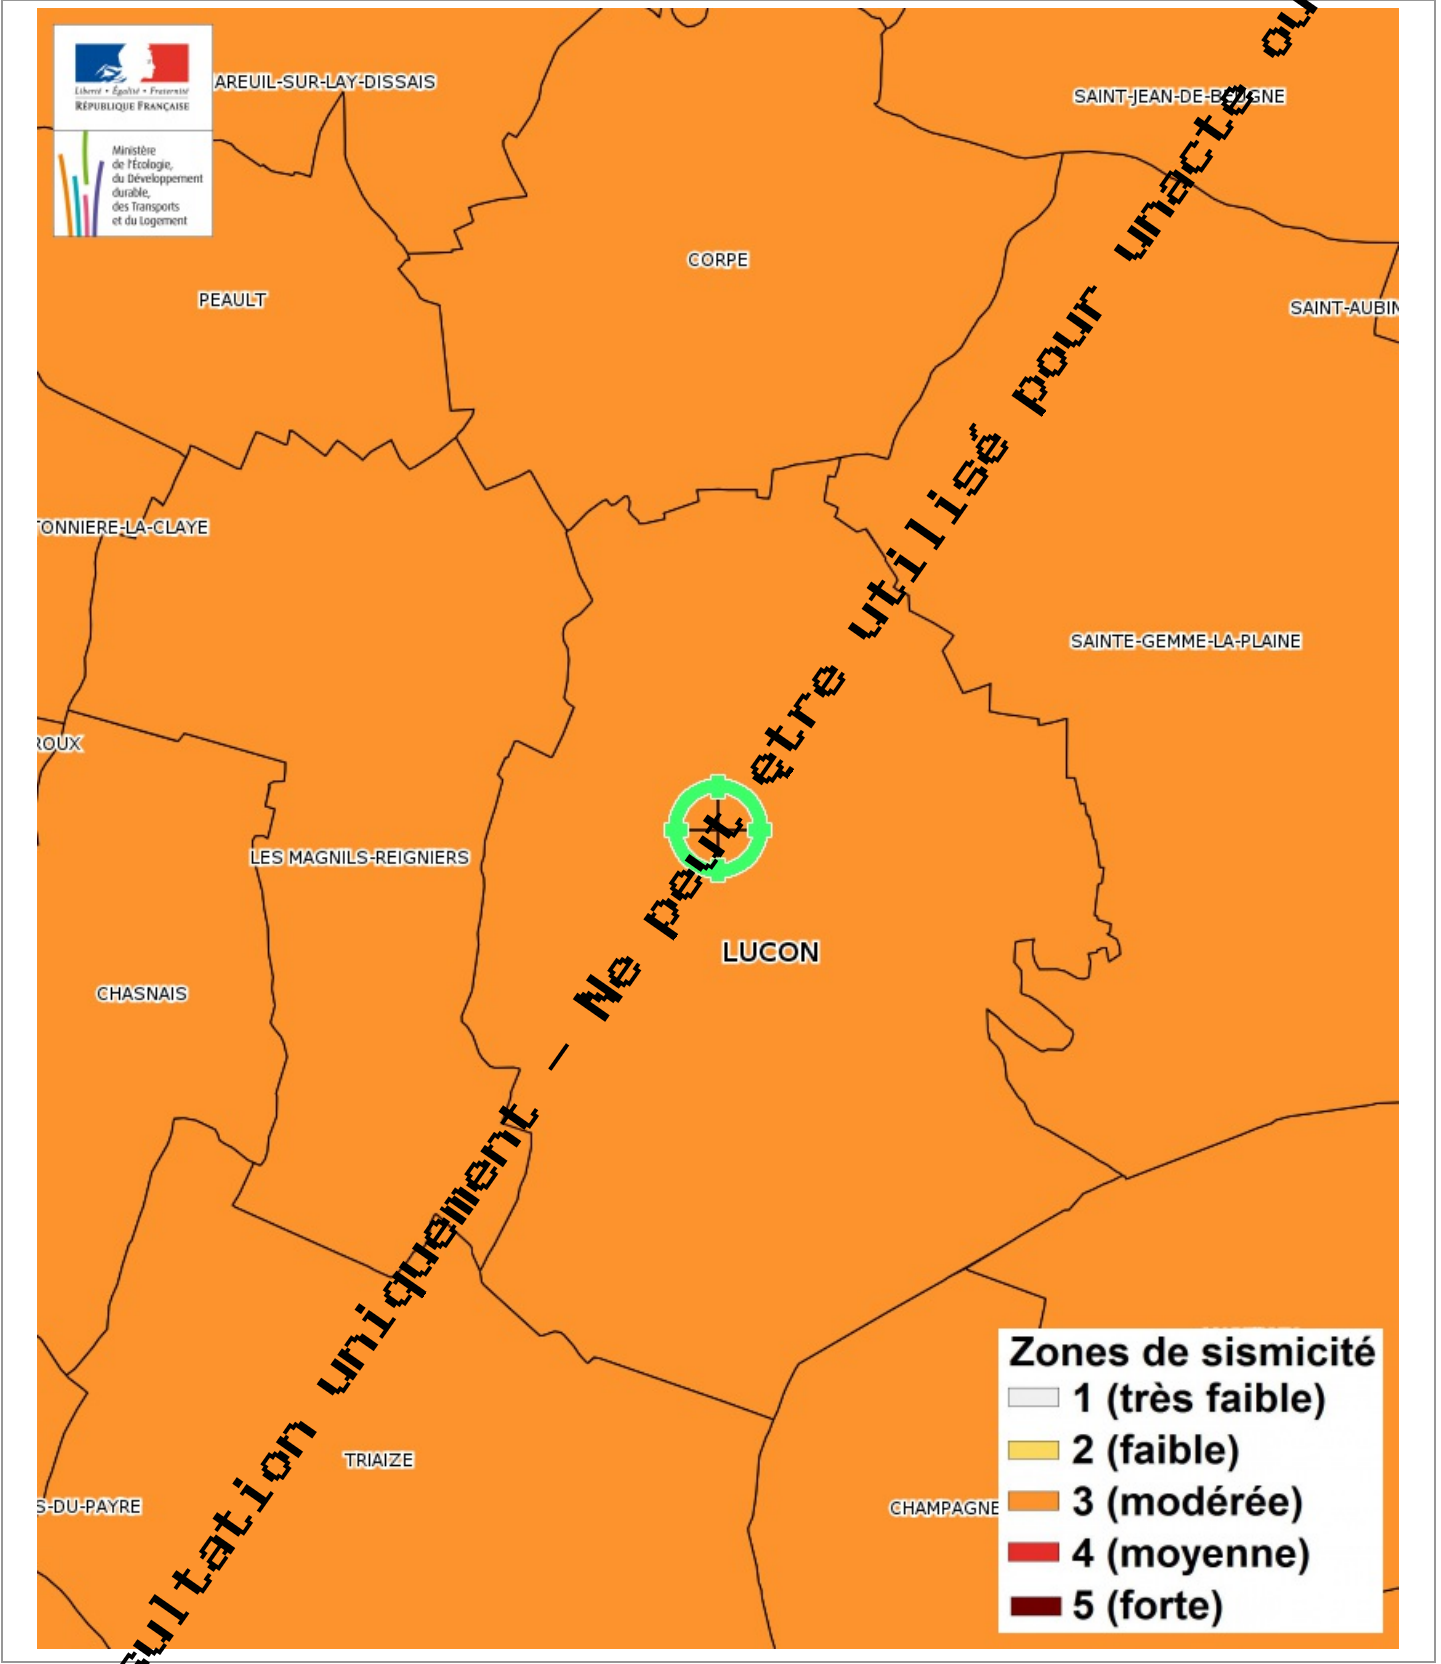 Liberté • Égalité • Fraternité
RÉPUBLIQUE FRANÇAISE
Ministère
de l'Écologie,
du Développement
durable,
des Transports
et du Logement
AREUIL-SUR-LAY-DISSAIS
SAINT-JEAN-DE-BEUGNE
CORPE
PEAULT
SAINT-AUBIN
TONNIERE-LA-CLAYE
SAINTE-GEMME-LA-PLAINE
ROUX
LES MAGNILS-REIGNIERS
LUCON
CHASNAIS
TRIAIZE
S-DU-PAYRE
CHAMPAGNE
sultation uniquement - Ne peut etre utilisé pour un acte ou
Zones de sismicité
1 (très faible)
2 (faible)
3 (modérée)
4 (moyenne)
5 (forte)